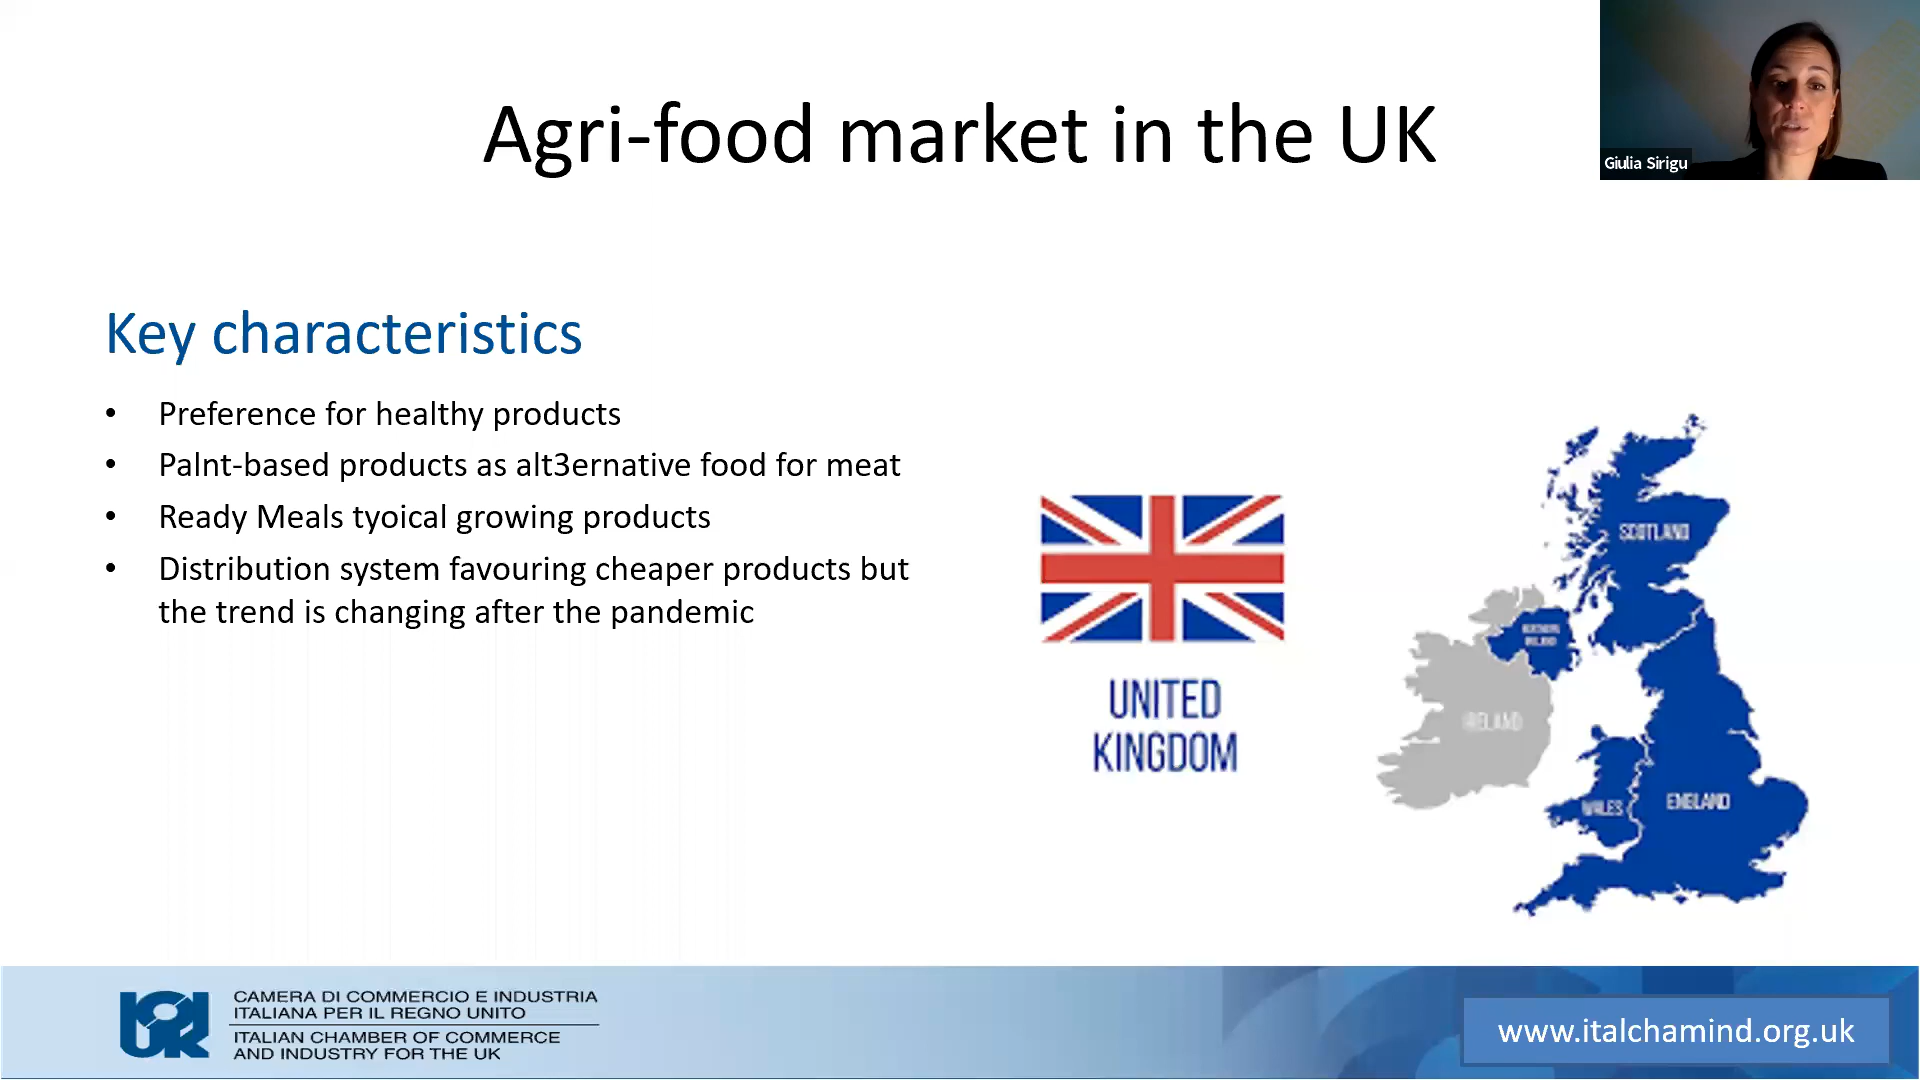 Agri-food market in the UK
Giulia Sirigu
Key characteristics
• Preference for healthy products
• Palnt-based products as alt3ernative food for meat
• Ready Meals tyoical growing products
• Distribution system favouring cheaper products but
the trend is changing after the pandemic
UNITED
KINGDOM
SCOTLAND
NORTHERN
IRELAND
IRELAND
WALES
ENGLAND
CAMERA DI COMMERCIO E INDUSTRIA
ITALIANA PER IL REGNO UNITO
ITALIAN CHAMBER OF COMMERCE
AND INDUSTRY FOR THE UK
www.italchamind.org.uk